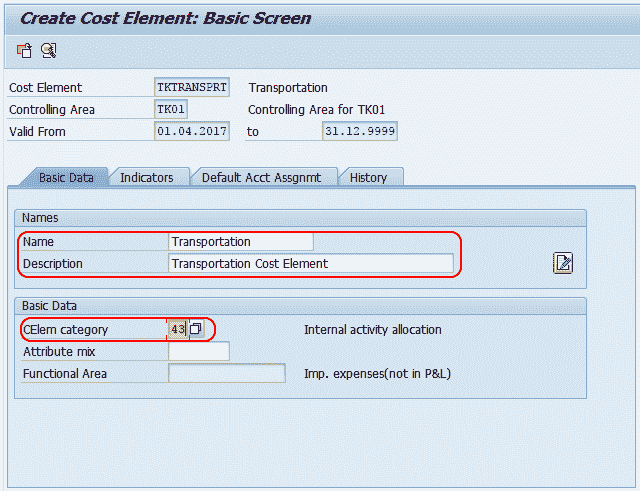 Create Cost Element: Basic Screen
Cost Element TKTRANSPRT Transportation
Controlling Area TK01 Controlling Area for TK01
Valid From 01.04.2017 to 31.12.9999
Basic Data Indicators Default Acct Assgnmt History
Names
Name Transportation
Description Transportation Cost Element
Basic Data
CElem category 43 Internal activity allocation
Attribute mix
Functional Area Imp. expenses(not in P&L)